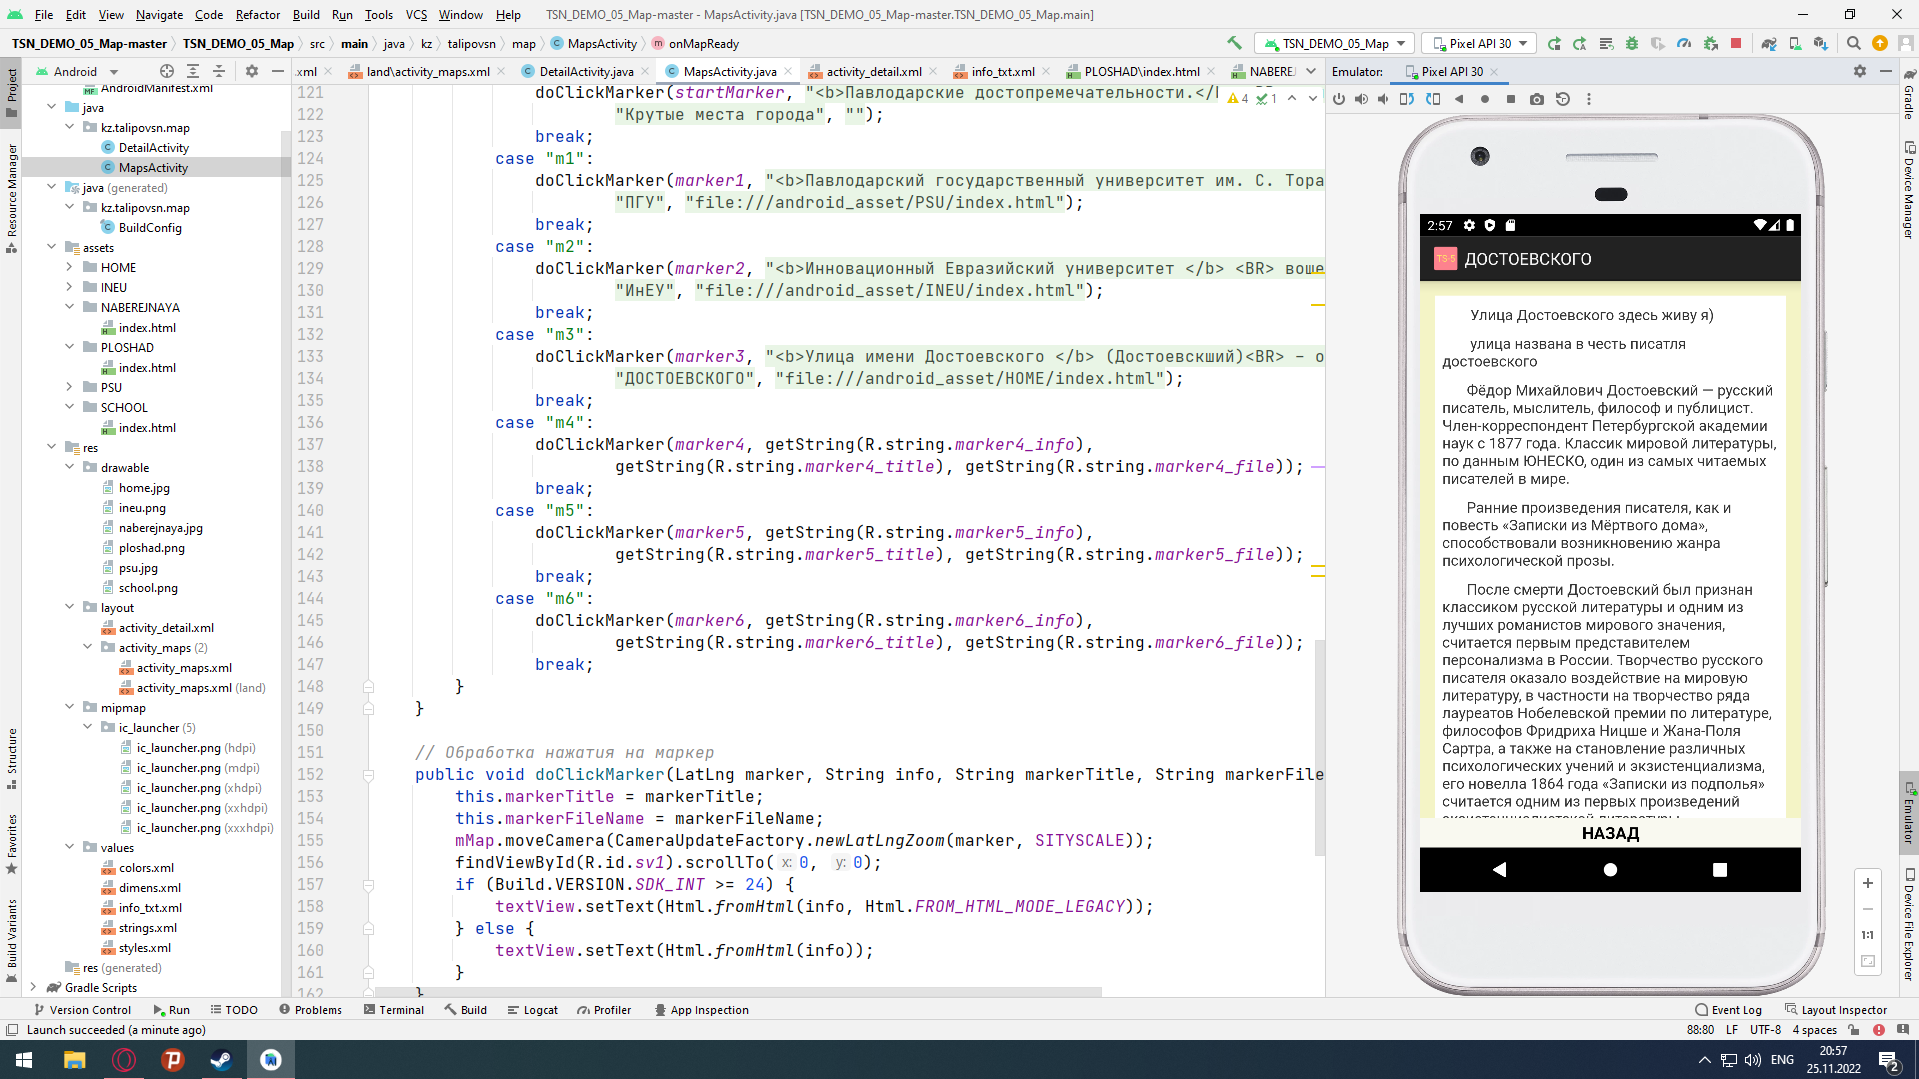 File Edit View Navigate Code Refactor Build Run Tools VCS Window Help TSN_DEMO_05_Map-master - MapsActivity.java [TSN_DEMO_05_Map-master.TSN_DEMO_05_Map.main]
TSN_DEMO_05_Map-master TSN_DEMO_05_Map src main java kz talipovsn map MapsActivity onMapReady TSN_DEMO_05_Map Pixel API 30
Android
.xml land\activity_maps.xml DetailActivity.java MapsActivity.java activity_detail.xml info_txt.xml PLOSHAD\index.html NABEREJ
Emulator: Pixel API 30
Project
Resource Manager
Structure
Favorites
Build Variants
AndroidManifest.xml
java
kz.talipovsn.map
DetailActivity
MapsActivity
java (generated)
kz.talipovsn.map
BuildConfig
assets
HOME
INEU
NABEREJNAYA
index.html
PLOSHAD
index.html
PSU
SCHOOL
index.html
res
drawable
home.jpg
ineu.png
naberejnaya.jpg
ploshad.png
psu.jpg
school.png
layout
activity_detail.xml
activity_maps (2)
activity_maps.xml
activity_maps.xml (land)
mipmap
ic_launcher (5)
ic_launcher.png (hdpi)
ic_launcher.png (mdpi)
ic_launcher.png (xhdpi)
ic_launcher.png (xxhdpi)
ic_launcher.png (xxxhdpi)
values
colors.xml
dimens.xml
info_txt.xml
strings.xml
styles.xml
res (generated)
Gradle Scripts
4 1
121 doClickMarker(startMarker, "<b>Павлодарские достопремечательности.</
122 "Крутые места города", "");
123 break;
124 case "m1":
125 doClickMarker(marker1, "<b>Павлодарский государственный университет им. С. Тора
126 "ПГУ", "file:///android_asset/PSU/index.html");
127 break;
128 case "m2":
129 doClickMarker(marker2, "<b>Инновационный Евразийский университет </b> <BR> воше
130 "ИнЕУ", "file:///android_asset/INEU/index.html");
131 break;
132 case "m3":
133 doClickMarker(marker3, "<b>Улица имени Достоевского </b> (Достоевскший)<BR> – о
134 "ДОСТОЕВСКОГО", "file:///android_asset/HOME/index.html");
135 break;
136 case "m4":
137 doClickMarker(marker4, getString(R.string.marker4_info),
138 getString(R.string.marker4_title), getString(R.string.marker4_file));
139 break;
140 case "m5":
141 doClickMarker(marker5, getString(R.string.marker5_info),
142 getString(R.string.marker5_title), getString(R.string.marker5_file));
143 break;
144 case "m6":
145 doClickMarker(marker6, getString(R.string.marker6_info),
146 getString(R.string.marker6_title), getString(R.string.marker6_file));
147 break;
148 }
149 }
150
151 // Обработка нажатия на маркер
152 public void doClickMarker(LatLng marker, String info, String markerTitle, String markerFile
153 this.markerTitle = markerTitle;
154 this.markerFileName = markerFileName;
155 mMap.moveCamera(CameraUpdateFactory.newLatLngZoom(marker, SITYSCALE));
156 findViewById(R.id.sv1).scrollTo( x: 0, y: 0);
157 if (Build.VERSION.SDK_INT >= 24) {
158 textView.setText(Html.fromHtml(info, Html.FROM_HTML_MODE_LEGACY));
159 } else {
160 textView.setText(Html.fromHtml(info));
161 }
162 }
2:57
TS-5 ДОСТОЕВСКОГО
Улица Достоевского здесь живу я)
улица названа в честь писатля
достоевского
Фёдор Михайлович Достоевский — русский
писатель, мыслитель, философ и публицист.
Член-корреспондент Петербургской академии
наук с 1877 года. Классик мировой литературы,
по данным ЮНЕСКО, один из самых читаемых
писателей в мире.
Ранние произведения писателя, как и
повесть «Записки из Мёртвого дома»,
способствовали возникновению жанра
психологической прозы.
После смерти Достоевский был признан
классиком русской литературы и одним из
лучших романистов мирового значения,
считается первым представителем
персонализма в России. Творчество русского
писателя оказало воздействие на мировую
литературу, в частности на творчество ряда
лауреатов Нобелевской премии по литературе,
философов Фридриха Ницше и Жана-Поля
Сартра, а также на становление различных
психологических учений и экзистенциализма,
его новелла 1864 года «Записки из подполья»
считается одним из первых произведений
экзистенциалистской литературы
НАЗАД
1:1
Gradle
Device Manager
Emulator
Device File Explorer
Version Control Run TODO Problems Terminal Build Logcat Profiler App Inspection Event Log Layout Inspector
Launch succeeded (a minute ago) 88:80 LF UTF-8 4 spaces
ENG 20:57
25.11.2022 2